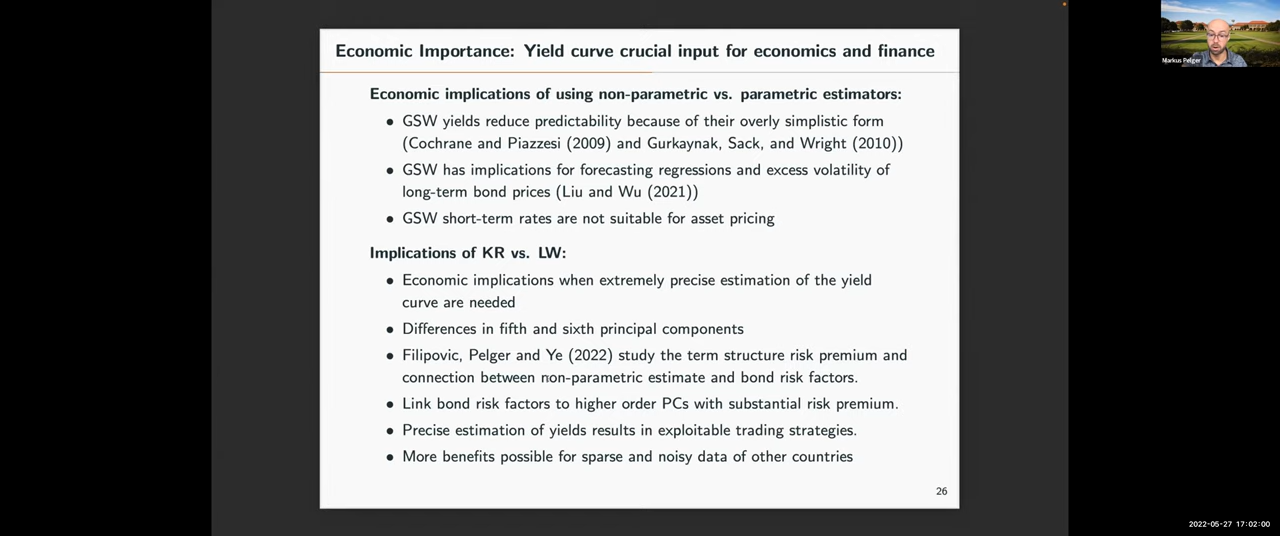 Economic Importance: Yield curve crucial input for economics and finance
Economic implications of using non-parametric vs. parametric estimators:
● GSW yields reduce predictability because of their overly simplistic form
(Cochrane and Piazzesi (2009) and Gurkaynak, Sack, and Wright (2010))
● GSW has implications for forecasting regressions and excess volatility of
long-term bond prices (Liu and Wu (2021))
● GSW short-term rates are not suitable for asset pricing
Implications of KR vs. LW:
● Economic implications when extremely precise estimation of the yield
curve are needed
● Differences in fifth and sixth principal components
● Filipovic, Pelger and Ye (2022) study the term structure risk premium and
connection between non-parametric estimate and bond risk factors.
● Link bond risk factors to higher order PCs with substantial risk premium.
● Precise estimation of yields results in exploitable trading strategies.
● More benefits possible for sparse and noisy data of other countries
26
Markus Pelger
2022-05-27 17:02:00